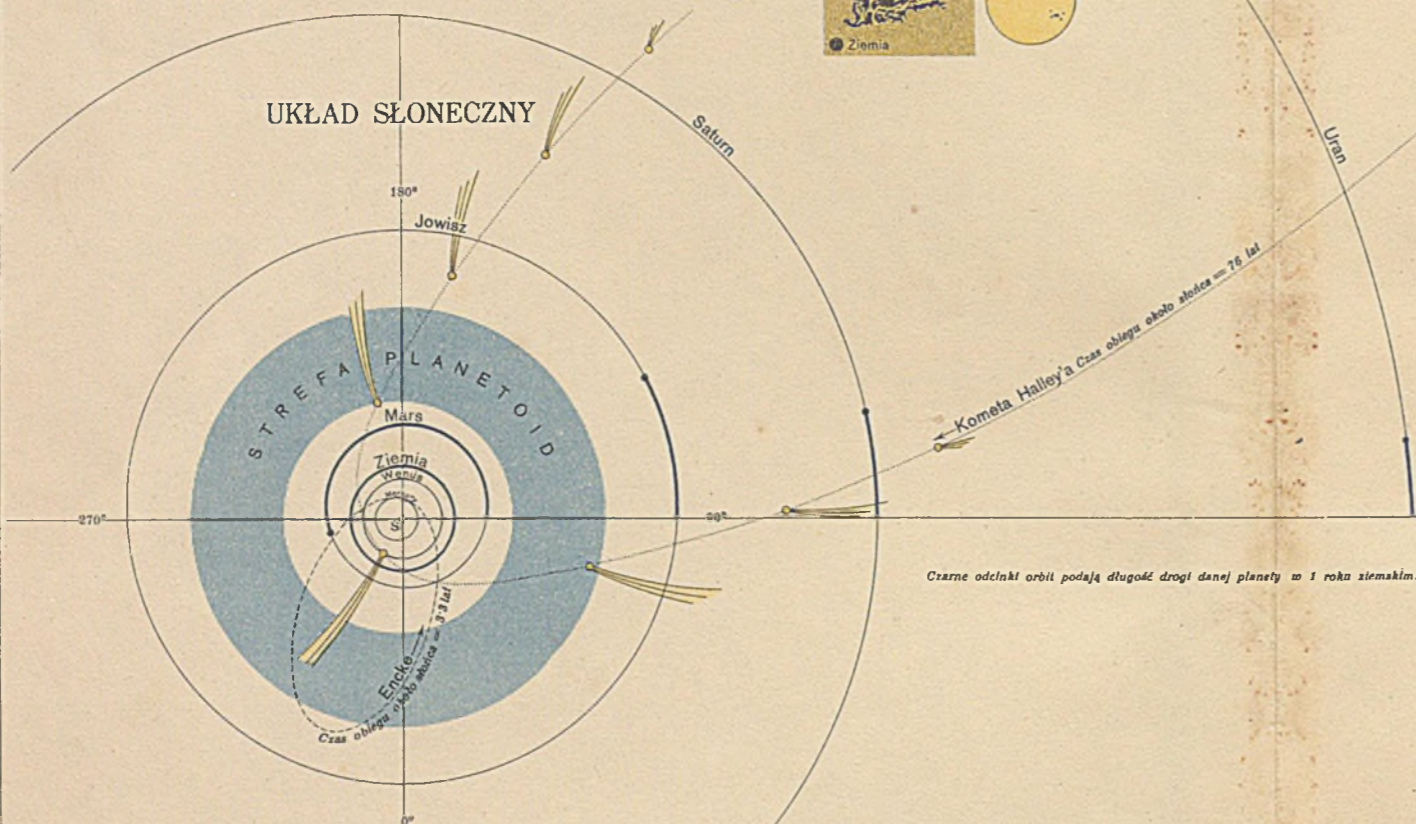 Ziemia
UKŁAD SŁONECZNY
Saturn
Uran
180°
Jowisz
STREFA PLANETOID
Kometa Halley'a Czas obiegu około słońca = 76 lat
Mars
Ziemia
Wenus
Merkury
S
270°
90°
Czarne odcinki orbit podają długość drogi danej planety w 1 roku ziemskim.
Encke
Czas obiegu około słońca = 3·3 lat
0°